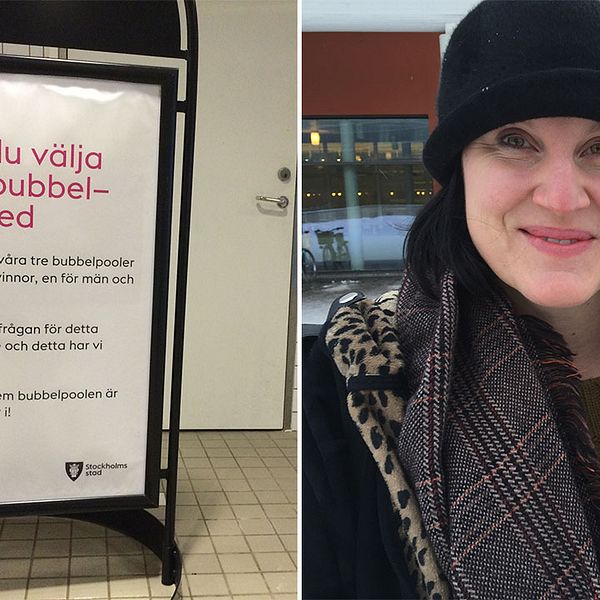 du välja
bubbel-
ed
våra tre bubbelpooler
vinnor, en för män och
frågan för detta
och detta har vi
em bubbelpoolen är
i!
Stockholms
stad